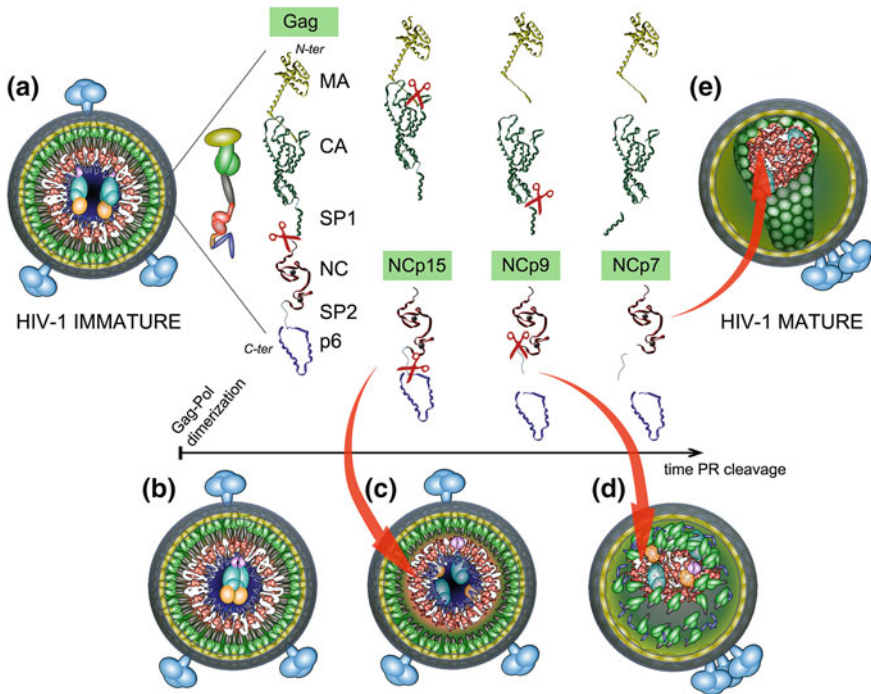 Gag
N-ter
(a)
MA
(e)
CA
SP1
NCp15
NCp9
NCp7
NC
HIV-1 IMMATURE
SP2
HIV-1 MATURE
C-ter
p6
Gag-Pol
dimerization
time PR cleavage
(b)
(c)
(d)